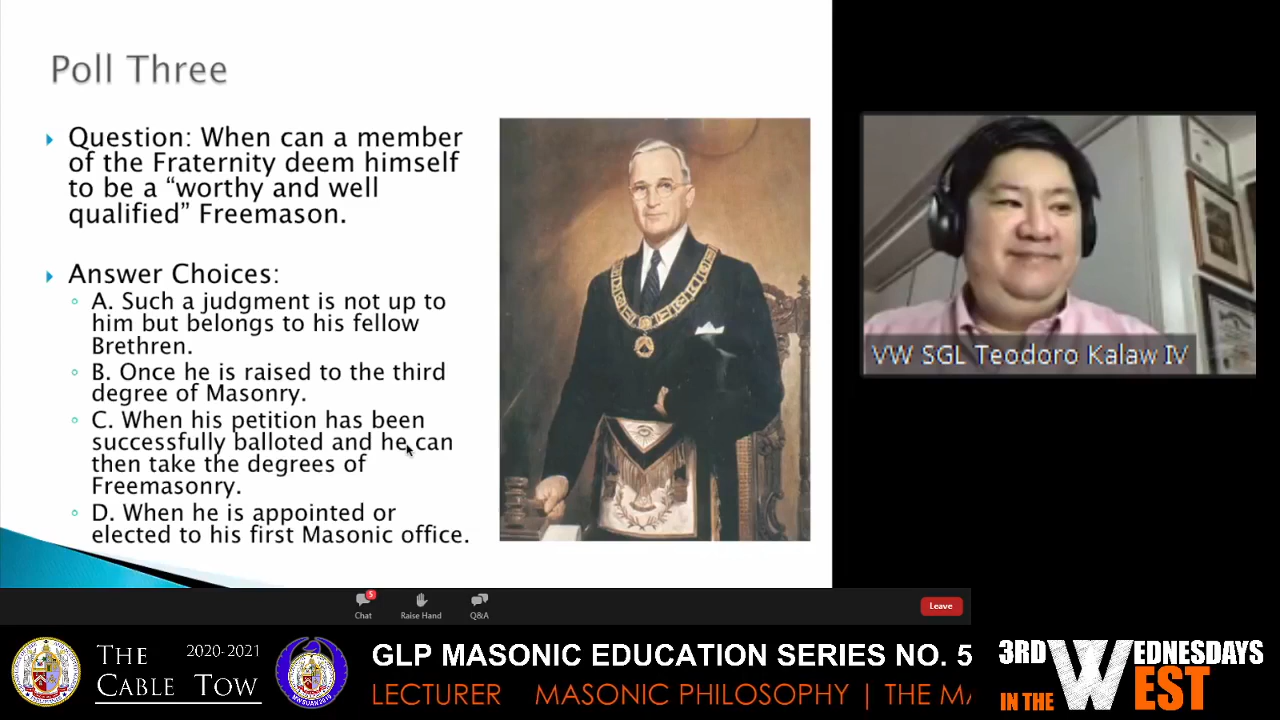 Poll Three
Question: When can a member
of the Fraternity deem himself
to be a “worthy and well
qualified” Freemason.
Answer Choices:
A. Such a judgment is not up to
him but belongs to his fellow
Brethren.
B. Once he is raised to the third
degree of Masonry.
C. When his petition has been
successfully balloted and he can
then take the degrees of
Freemasonry.
D. When he is appointed or
elected to his first Masonic office.
VW SGL Teodoro Kalaw IV
5
Chat
Raise Hand
Q&A
Leave
THE
2020-2021
CABLE TOW
GLP MASONIC EDUCATION SERIES NO. 5
LECTURER MASONIC PHILOSOPHY | THE MA
3RD WEDNESDAYS
IN THE WEST